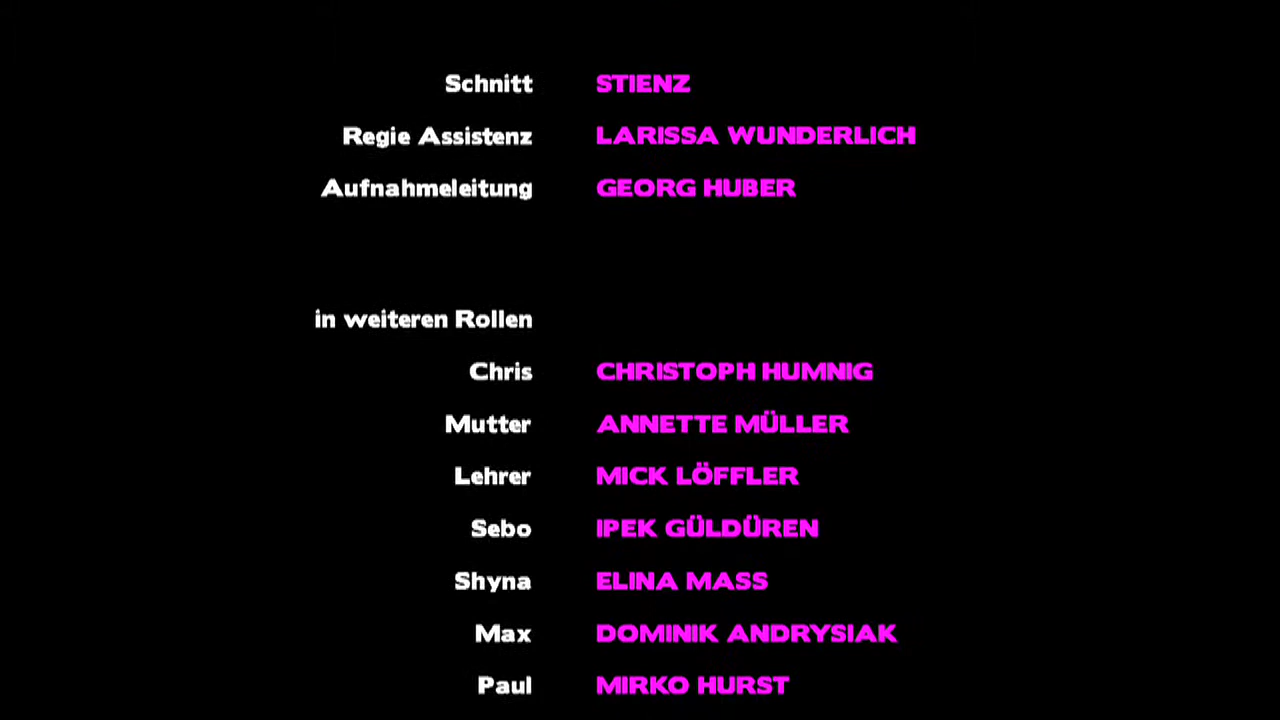 Schnitt STIENZ
Regie Assistenz LARISSA WUNDERLICH
Aufnahmeleitung GEORG HUBER
in weiteren Rollen
Chris CHRISTOPH HUMNIG
Mutter ANNETTE MÜLLER
Lehrer MICK LÖFFLER
Sebo IPEK GÜLDÜREN
Shyna ELINA MASS
Max DOMINIK ANDRYSIAK
Paul MIRKO HURST